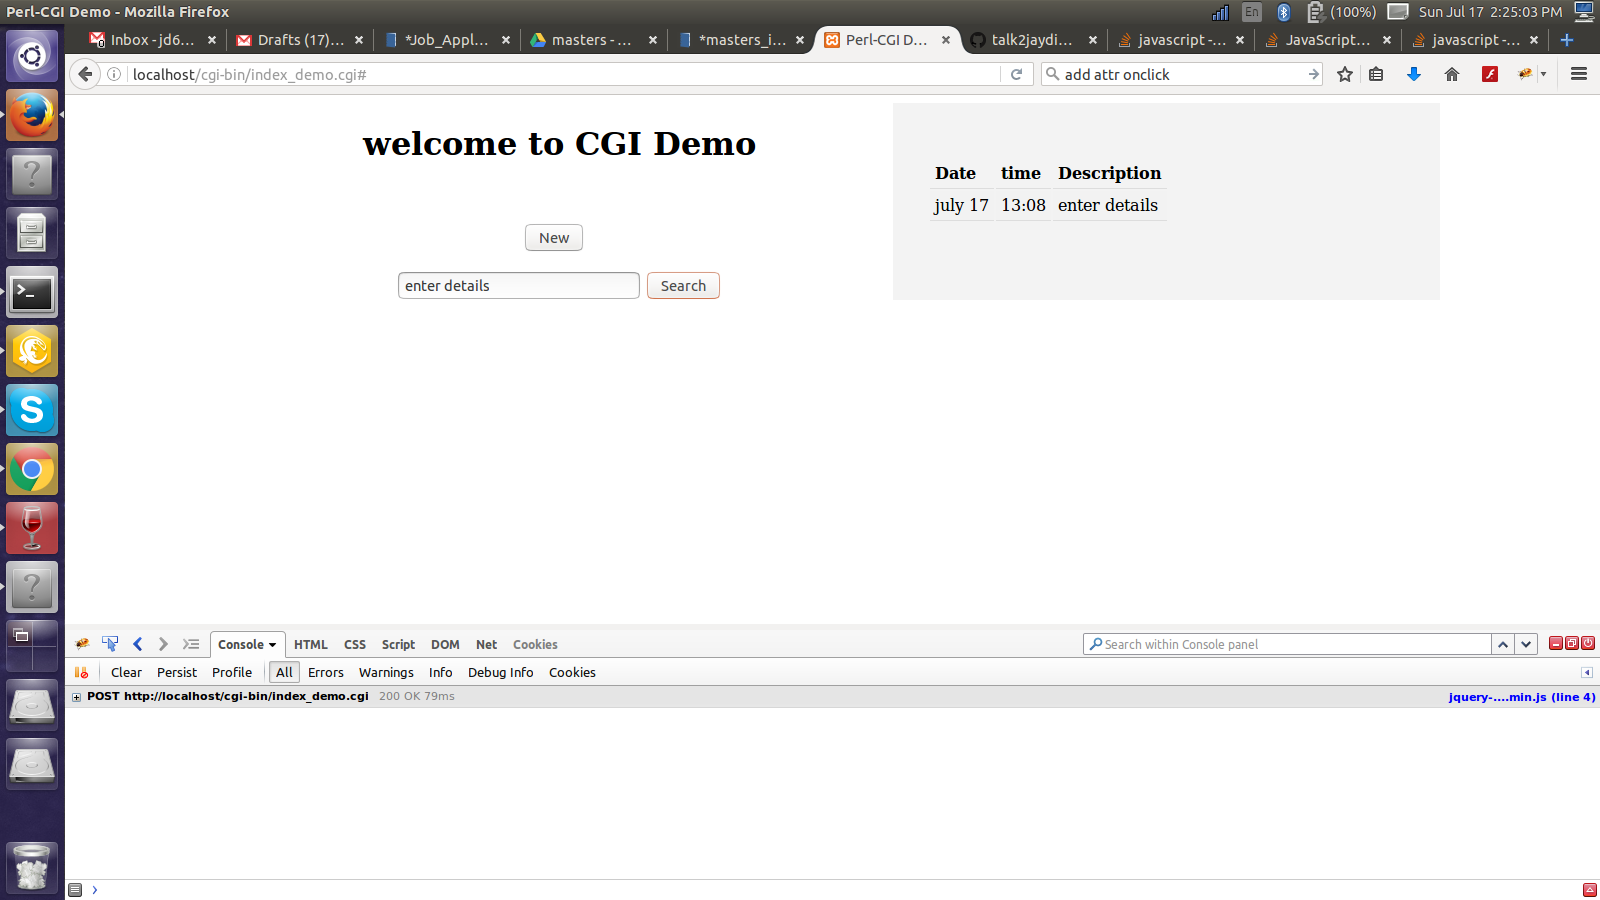 Perl-CGI Demo - Mozilla Firefox
En (100%) Sun Jul 17 2:25:03 PM
Inbox - jd6... Drafts (17)... *Job_Appl... masters - ... *masters_i... Perl-CGI D... talk2jaydi... javascript -... JavaScript... javascript -...
localhost/cgi-bin/index_demo.cgi#
add attr onclick
welcome to CGI Demo
New
enter details Search
Date time Description
july 17 13:08 enter details
Console HTML CSS Script DOM Net Cookies
Search within Console panel
Clear Persist Profile All Errors Warnings Info Debug Info Cookies
POST http://localhost/cgi-bin/index_demo.cgi 200 OK 79ms
jquery-....min.js (line 4)